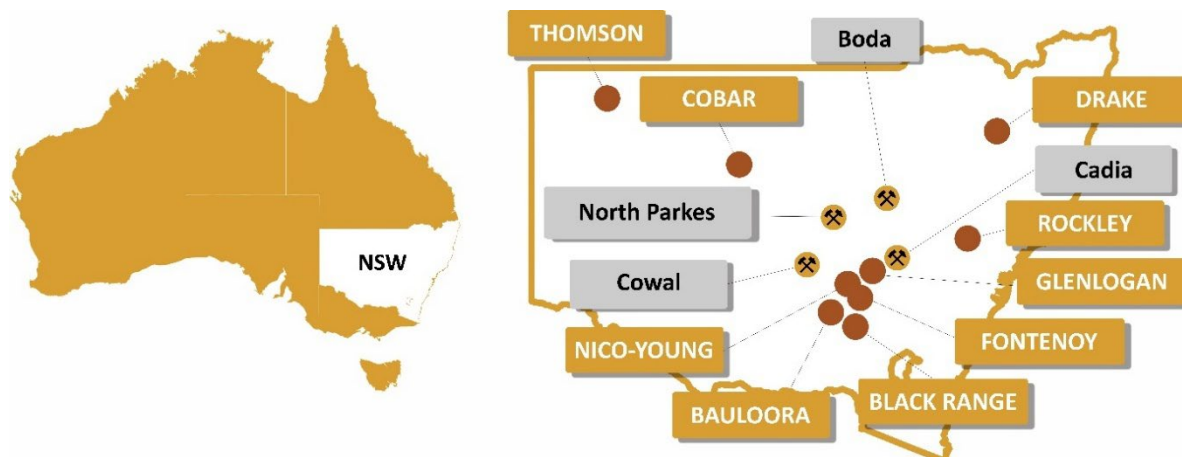 NSW
THOMSON
Boda
COBAR
DRAKE
Cadia
North Parkes
ROCKLEY
Cowal
GLENLOGAN
NICO-YOUNG
FONTENOY
BAULOORA
BLACK RANGE